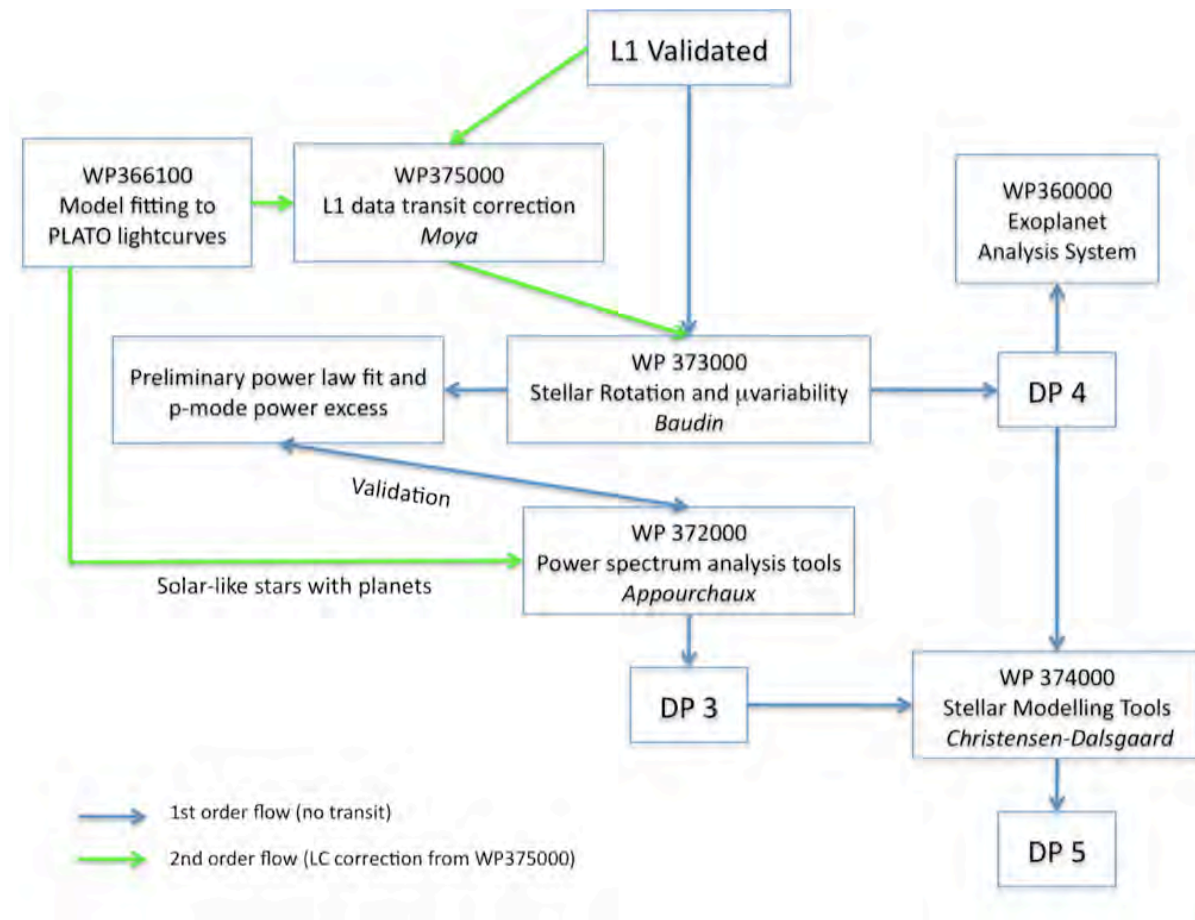 L1 Validated
WP366100
Model fitting to
PLATO lightcurves
WP375000
L1 data transit correction
Moya
WP360000
Exoplanet
Analysis System
Preliminary power law fit and
p-mode power excess
WP 373000
Stellar Rotation and μvariability
Baudin
DP 4
Validation
WP 372000
Power spectrum analysis tools
Appourchaux
Solar-like stars with planets
DP 3
WP 374000
Stellar Modelling Tools
Christensen-Dalsgaard
1st order flow (no transit)
2nd order flow (LC correction from WP375000)
DP 5